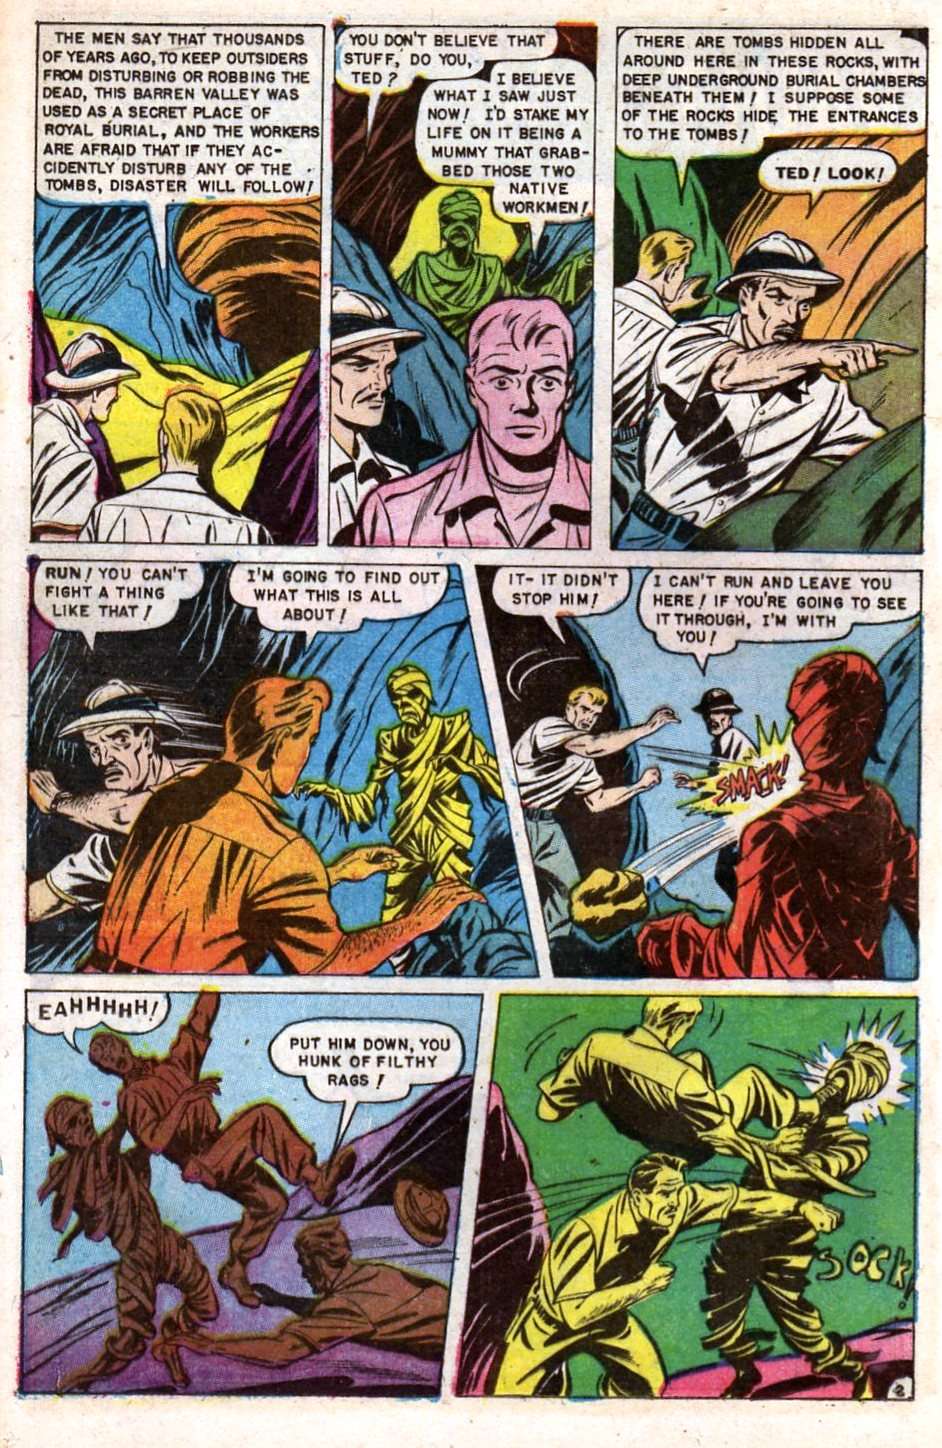 THE MEN SAY THAT THOUSANDS
OF YEARS AGO, TO KEEP OUTSIDERS
FROM DISTURBING OR ROBBING THE
DEAD, THIS BARREN VALLEY WAS
USED AS A SECRET PLACE OF
ROYAL BURIAL, AND THE WORKERS
ARE AFRAID THAT IF THEY AC-
CIDENTLY DISTURB ANY OF THE
TOMBS, DISASTER WILL FOLLOW!
YOU DON'T BELIEVE THAT
STUFF, DO YOU,
TED?
I BELIEVE
WHAT I SAW JUST
NOW! I'D STAKE MY
LIFE ON IT BEING A
MUMMY THAT GRAB-
BED THOSE TWO
NATIVE
WORKMEN!
THERE ARE TOMBS HIDDEN ALL
AROUND HERE IN THESE ROCKS, WITH
DEEP UNDERGROUND BURIAL CHAMBERS
BENEATH THEM! I SUPPOSE SOME
OF THE ROCKS HIDE THE ENTRANCES
TO THE TOMBS!
TED! LOOK!
RUN! YOU CAN'T
FIGHT A THING
LIKE THAT!
I'M GOING TO FIND OUT
WHAT THIS IS ALL
ABOUT!
IT- IT DIDN'T
STOP HIM!
I CAN'T RUN AND LEAVE YOU
HERE! IF YOU'RE GOING TO SEE
IT THROUGH, I'M WITH
YOU!
SMACK!
EAHHHHH!
PUT HIM DOWN, YOU
HUNK OF FILTHY
RAGS!
SOCK!
2